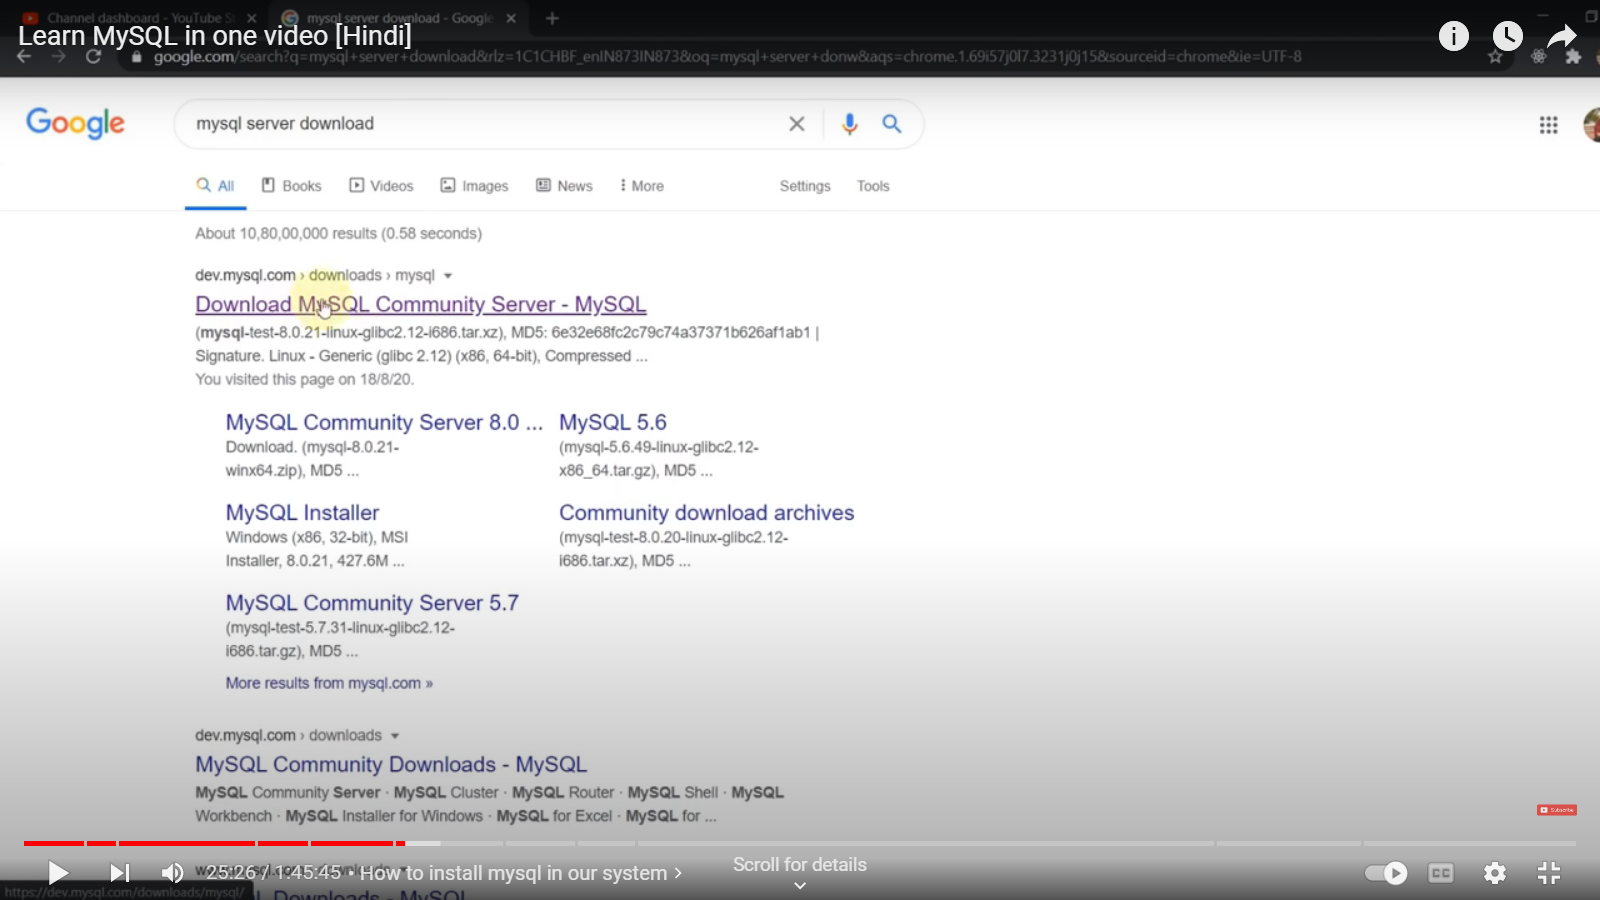 Channel dashboard - YouTube St
mysql server download - Google
Learn MySQL in one video [Hindi]
google.com/search?q=mysql+server+download&rlz=1C1CHBF_enIN873IN873&oq=mysql+server+donw&aqs=chrome.1.69i57j0l7.3231j0j15&sourceid=chrome&ie=UTF-8
Google
mysql server download
All Books Videos Images News More Settings Tools
About 10,80,00,000 results (0.58 seconds)
dev.mysql.com › downloads › mysql
Download MySQL Community Server - MySQL
(mysql-test-8.0.21-linux-glibc2.12-i686.tar.xz), MD5: 6e32e68fc2c79c74a37371b626af1ab1 |
Signature. Linux - Generic (glibc 2.12) (x86, 64-bit), Compressed ...
You visited this page on 18/8/20.
MySQL Community Server 8.0 ...
Download. (mysql-8.0.21-
winx64.zip), MD5 ...
MySQL 5.6
(mysql-5.6.49-linux-glibc2.12-
x86_64.tar.gz), MD5 ...
MySQL Installer
Windows (x86, 32-bit), MSI
Installer, 8.0.21, 427.6M ...
Community download archives
(mysql-test-8.0.20-linux-glibc2.12-
i686.tar.xz), MD5 ...
MySQL Community Server 5.7
(mysql-test-5.7.31-linux-glibc2.12-
i686.tar.gz), MD5 ...
More results from mysql.com »
dev.mysql.com › downloads
MySQL Community Downloads - MySQL
MySQL Community Server · MySQL Cluster · MySQL Router · MySQL Shell · MySQL
Workbench · MySQL Installer for Windows · MySQL for Excel · MySQL for ...
Subscribe
Scroll for details
25:26 / 1:45:45 • How to install mysql in our system ›
CC
https://dev.mysql.com/downloads/mysql/
Downloads - MySQL